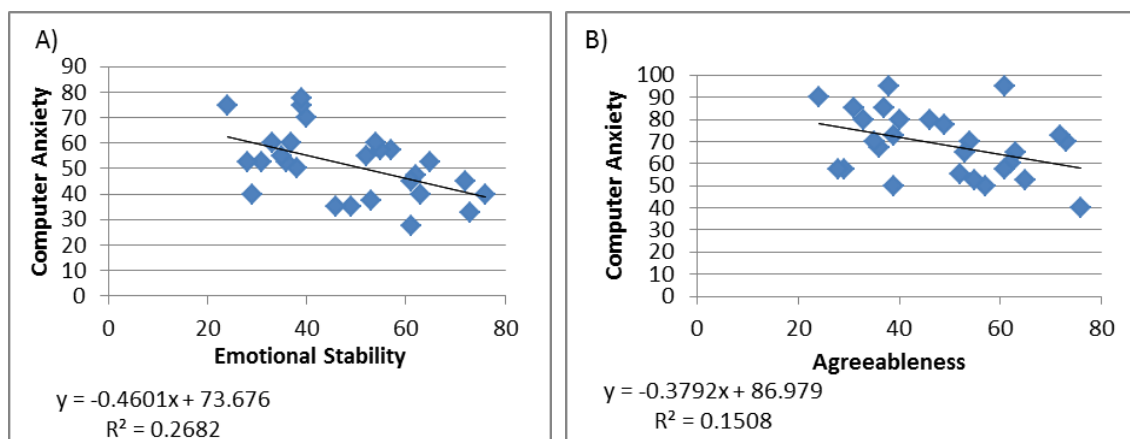 A)
90
80
70
60
50
40
30
20
10
0
Computer Anxiety
0 20 40 60 80
Emotional Stability
y = -0.4601x + 73.676
R² = 0.2682
B)
100
90
80
70
60
50
40
30
20
10
0
Computer Anxiety
0 20 40 60 80
Agreeableness
y = -0.3792x + 86.979
R² = 0.1508